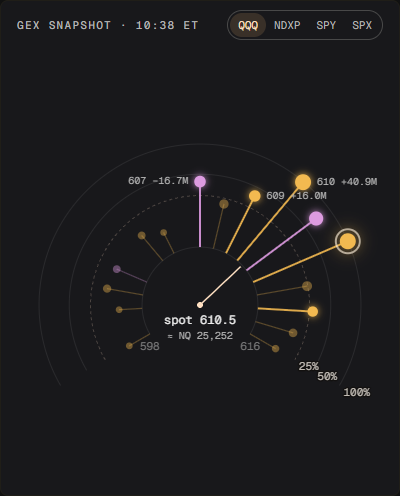 GEX SNAPSHOT · 10:38 ET
QQQ NDXP SPY SPX
607 −16.7M
610 +40.9M
609 +16.0M
spot 610.5
= NQ 25,252
598
616
25%
50%
100%